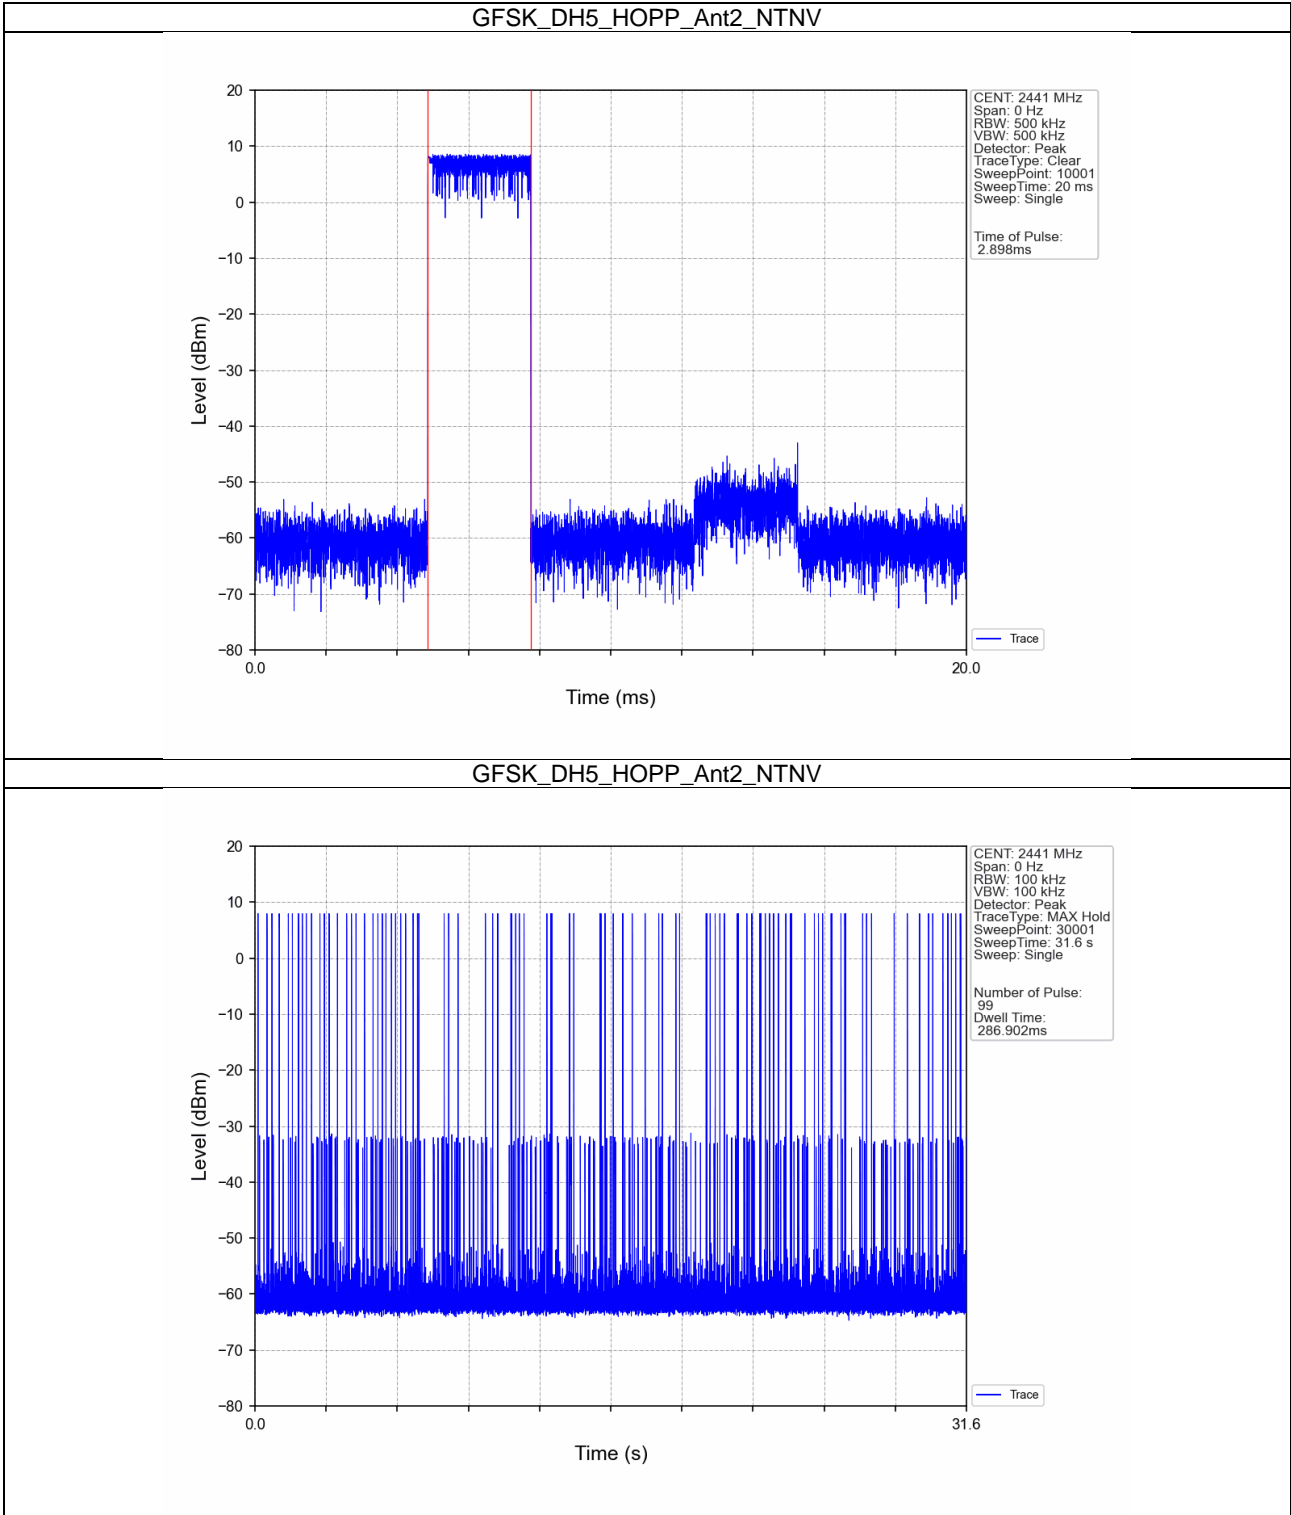 GFSK_DH5_HOPP_Ant2_NTNV
20
10
0
−10
−20
−30
−40
−50
−60
−70
−80
Level (dBm)
0.0
20.0
Time (ms)
CENT: 2441 MHz
Span: 0 Hz
RBW: 500 kHz
VBW: 500 kHz
Detector: Peak
TraceType: Clear
SweepPoint: 10001
SweepTime: 20 ms
Sweep: Single
Time of Pulse:
2.898ms
Trace
GFSK_DH5_HOPP_Ant2_NTNV
20
10
0
−10
−20
−30
−40
−50
−60
−70
−80
Level (dBm)
0.0
31.6
Time (s)
CENT: 2441 MHz
Span: 0 Hz
RBW: 100 kHz
VBW: 100 kHz
Detector: Peak
TraceType: MAX Hold
SweepPoint: 30001
SweepTime: 31.6 s
Sweep: Single
Number of Pulse:
99
Dwell Time:
286.902ms
Trace